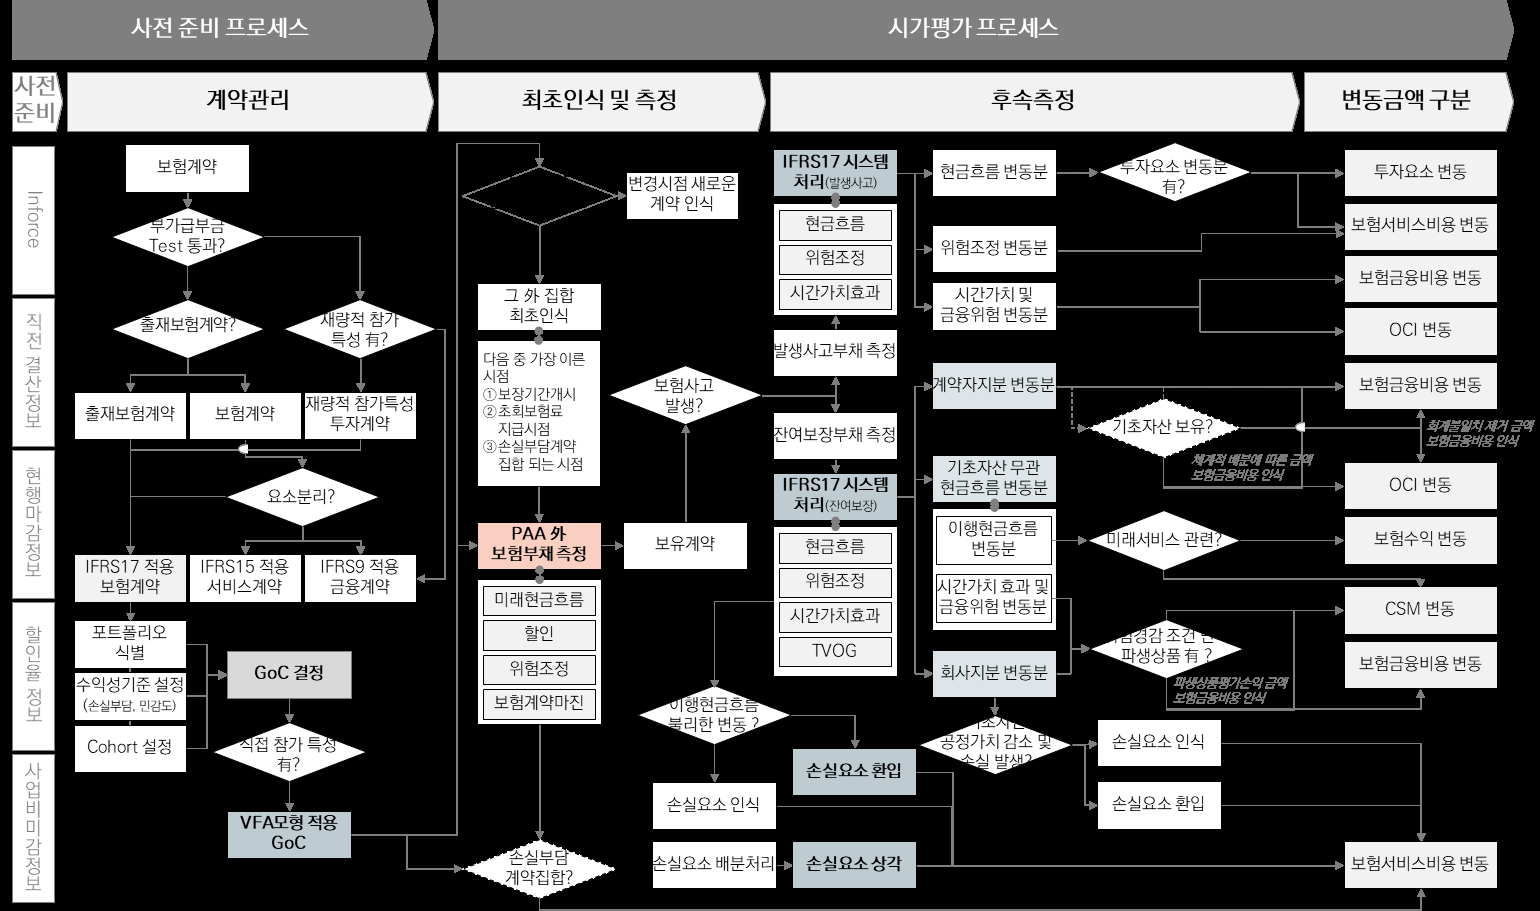 사전 준비 프로세스
시가평가 프로세스
사전
준비
계약관리
최초인식 및 측정
후속측정
변동금액 구분
Inforce
직전 결산정보
현행마감정보
할인율 정보
사업비마감정보
보험계약
부가급부금
Test 통과?
출재보험계약?
재량적 참가
특성 有?
출재보험계약
보험계약
재량적 참가특성
투자계약
요소분리?
IFRS17 적용
보험계약
IFRS15 적용
서비스계약
IFRS9 적용
금융계약
포트폴리오
식별
수익성기준 설정
(손실부담, 민감도)
Cohort 설정
GoC 결정
직접 참가 특성
有?
VFA모형 적용
GoC
변경시점 새로운
계약 인식
그 外 집합
최초인식
다음 중 가장 이른
시점
①보장기간개시
②초회보험료
지급시점
③손실부담계약
집합 되는 시점
PAA 外
보험부채 측정
미래현금흐름
할인
위험조정
보험계약마진
손실부담
계약집합?
보험사고
발생?
보유계약
이행현금흐름
불리한 변동 ?
손실요소 인식
손실요소 배분처리
손실요소 환입
손실요소 상각
IFRS17 시스템
처리(발생사고)
현금흐름
위험조정
시간가치효과
발생사고부채 측정
잔여보장부채 측정
IFRS17 시스템
처리(잔여보장)
현금흐름
위험조정
시간가치효과
TVOG
현금흐름 변동분
위험조정 변동분
시간가치 및
금융위험 변동분
계약자지분 변동분
기초자산 무관
현금흐름 변동분
이행현금흐름
변동분
시간가치 효과 및
금융위험 변동분
회사지분 변동분
공정가치 감소 및
손실 발생?
투자요소 변동분
有?
기초자산 보유?
체계적 배분에 따른 금액
보험금융비용 인식
미래서비스 관련?
위험경감 조건 변
파생상품 有 ?
파생상품평가손익 금액
보험금융비용 인식
손실요소 인식
손실요소 환입
투자요소 변동
보험서비스비용 변동
보험금융비용 변동
OCI 변동
보험금융비용 변동
회계불일치 제거 금액
보험금융비용 인식
OCI 변동
보험수익 변동
CSM 변동
보험금융비용 변동
보험서비스비용 변동